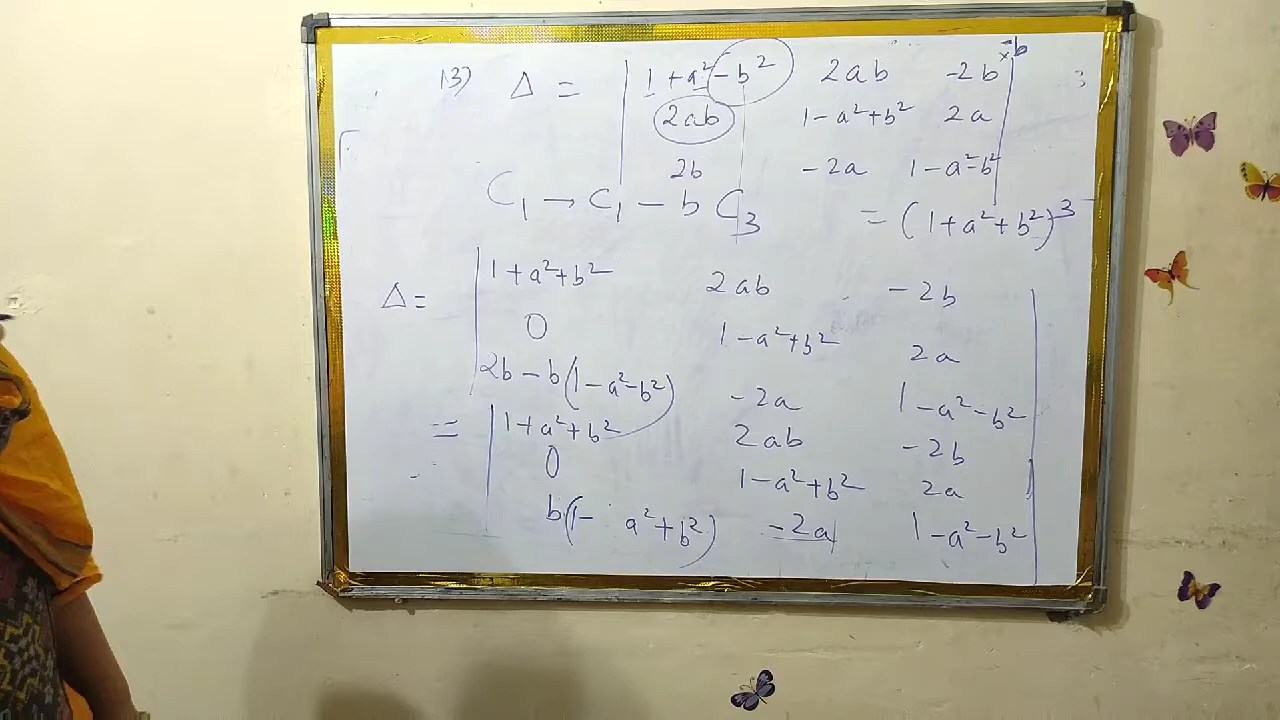 13) Δ = | 1 + a² - b² 2ab -2b | × -b
2ab 1 - a² + b² 2a
2b -2a 1 - a² - b²
C₁ → C₁ - b C₃ = (1 + a² + b²)³
Δ = | 1 + a² + b² 2ab -2b |
0 1 - a² + b² 2a
2b - b(1 - a² - b²) -2a 1 - a² - b²
= | 1 + a² + b² 2ab -2b |
0 1 - a² + b² 2a
b(1 - a² + b²) -2a 1 - a² - b²